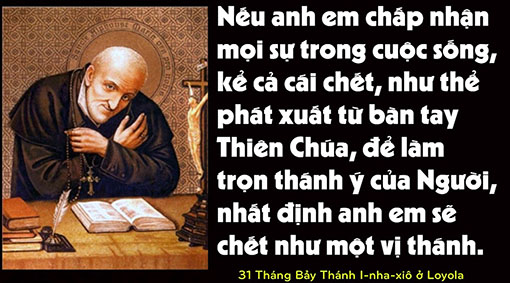 Nếu anh em chấp nhận
mọi sự trong cuộc sống,
kể cả cái chết, như thể
phát xuất từ bàn tay
Thiên Chúa, để làm
trọn thánh ý của Người,
nhất định anh em sẽ
chết như một vị thánh.
31 Tháng Bảy Thánh I-nha-xiô ở Loyola